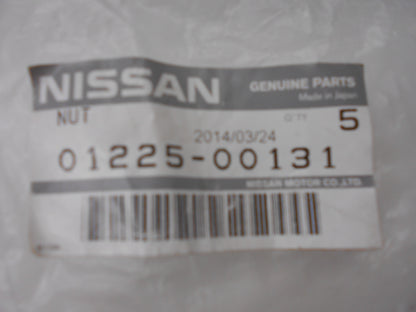 NISSAN
GENUINE PARTS
Made in Japan
NUT
Q'TY 5
2014/03/24
01225-00131
NISSAN MOTOR CO.,LTD.